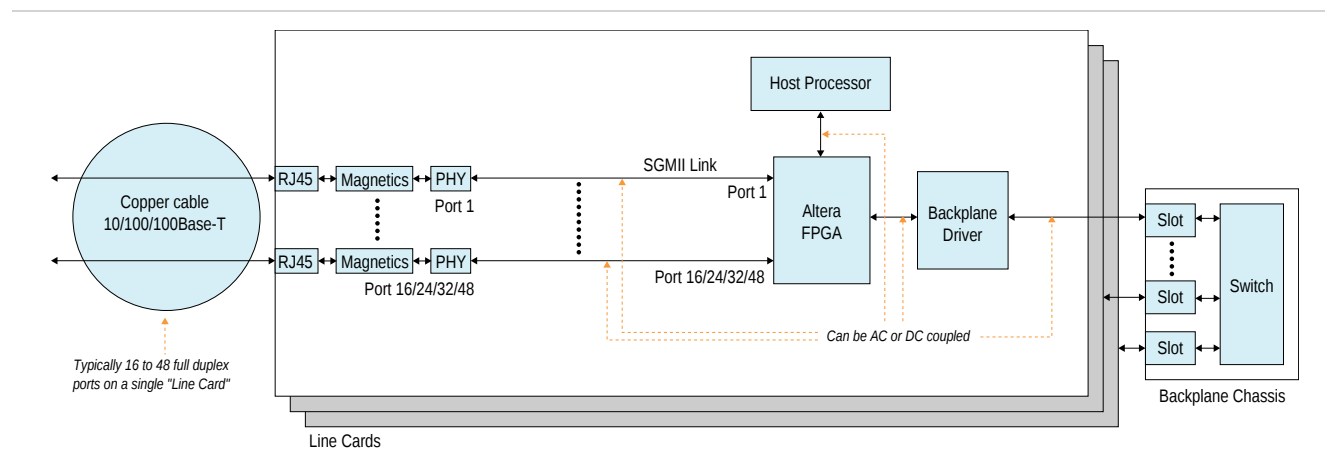 Host Processor
SGMII Link
RJ45
Magnetics
PHY
Port 1
Port 1
Copper cable
10/100/100Base-T
Altera
FPGA
Backplane
Driver
Slot
RJ45
Magnetics
PHY
Port 16/24/32/48
Port 16/24/32/48
Slot
Switch
Can be AC or DC coupled
Slot
Typically 16 to 48 full duplex
ports on a single "Line Card"
Backplane Chassis
Line Cards